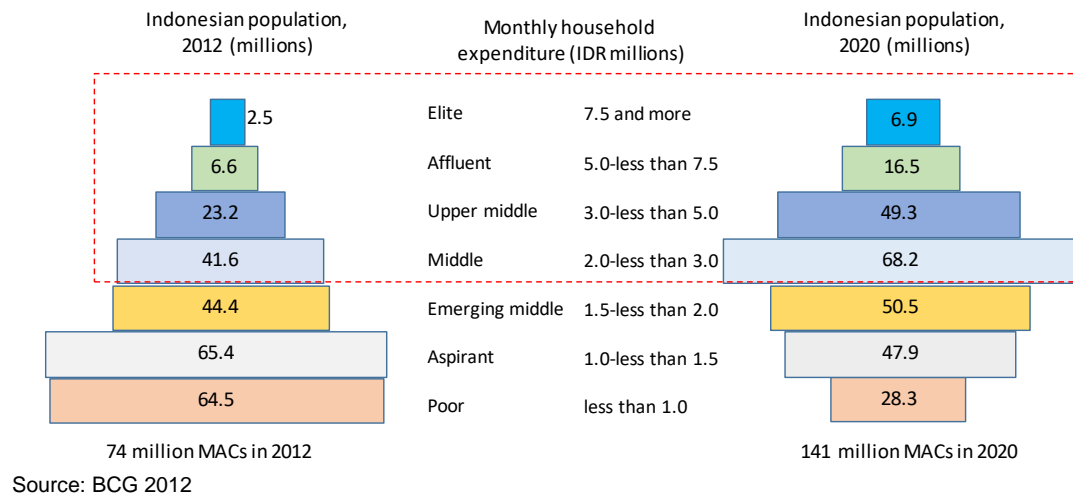 Indonesian population,
2012 (millions)
Monthly household
expenditure (IDR millions)
Indonesian population,
2020 (millions)
2.5 Elite 7.5 and more 6.9
6.6 Affluent 5.0-less than 7.5 16.5
23.2 Upper middle 3.0-less than 5.0 49.3
41.6 Middle 2.0-less than 3.0 68.2
44.4 Emerging middle 1.5-less than 2.0 50.5
65.4 Aspirant 1.0-less than 1.5 47.9
64.5 Poor less than 1.0 28.3
74 million MACs in 2012 141 million MACs in 2020
Source: BCG 2012